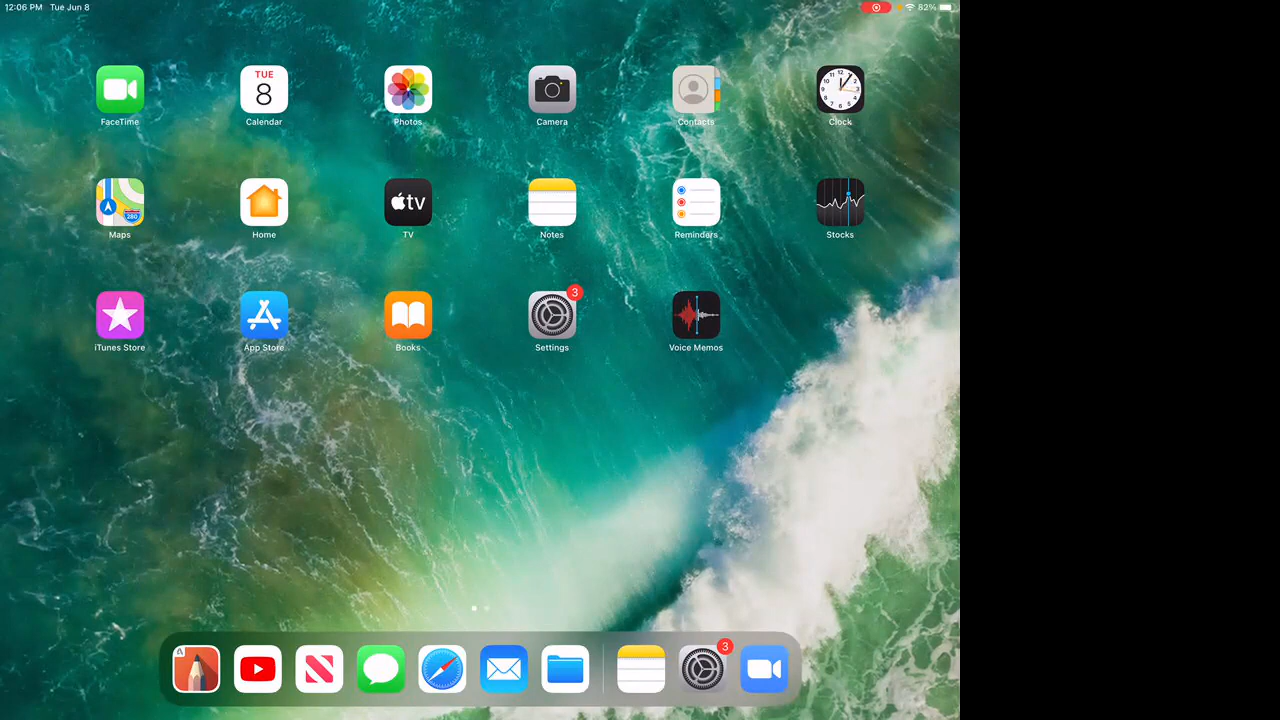 12:06 PM Tue Jun 8
82%
TUE
8
FaceTime
Calendar
Photos
Camera
Contacts
Clock
280
tv
Maps
Home
TV
Notes
Reminders
Stocks
3
iTunes Store
App Store
Books
Settings
Voice Memos
A
3